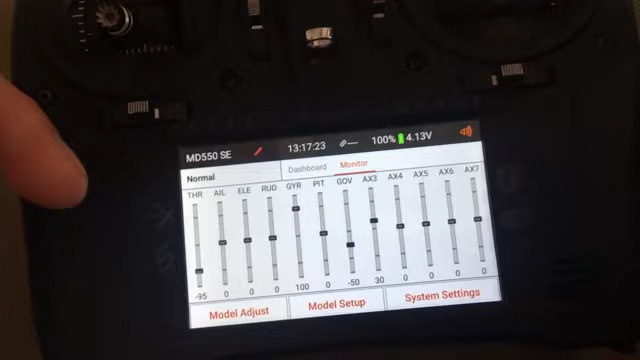 MD550 SE 13:17:23 100% 4.13V
Normal Dashboard Monitor
THR AIL ELE RUD GYR PIT GOV AX3 AX4 AX5 AX6 AX7
-95 0 0 0 100 0 -50 30 0 0 0 0
Model Adjust Model Setup System Settings